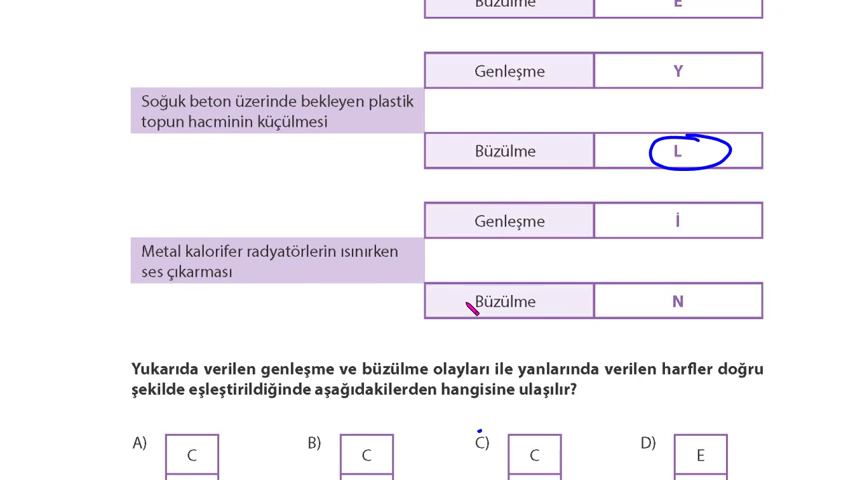 Büzülme E
Genleşme Y
Soğuk beton üzerinde bekleyen plastik
topun hacminin küçülmesi
Büzülme L
Genleşme İ
Metal kalorifer radyatörlerin ısınırken
ses çıkarması
Büzülme N
Yukarıda verilen genleşme ve büzülme olayları ile yanlarında verilen harfler doğru
şekilde eşleştirildiğinde aşağıdakilerden hangisine ulaşılır?
A) C B) C C) C D) E